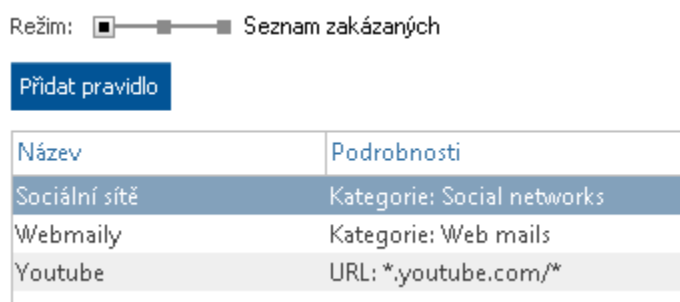 Režim: Seznam zakázaných
Přidat pravidlo
Název Podrobnosti
Sociální sítě Kategorie: Social networks
Webmaily Kategorie: Web mails
Youtube URL: *.youtube.com/*